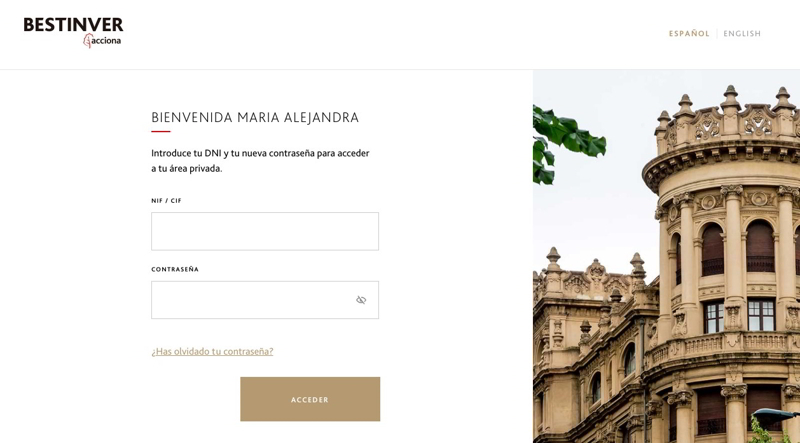 BESTINVER
acciona
ESPAÑOL
ENGLISH
BIENVENIDA MARIA ALEJANDRA
Introduce tu DNI y tu nueva contraseña para acceder
a tu área privada.
NIF / CIF
CONTRASEÑA
¿Has olvidado tu contraseña?
ACCEDER